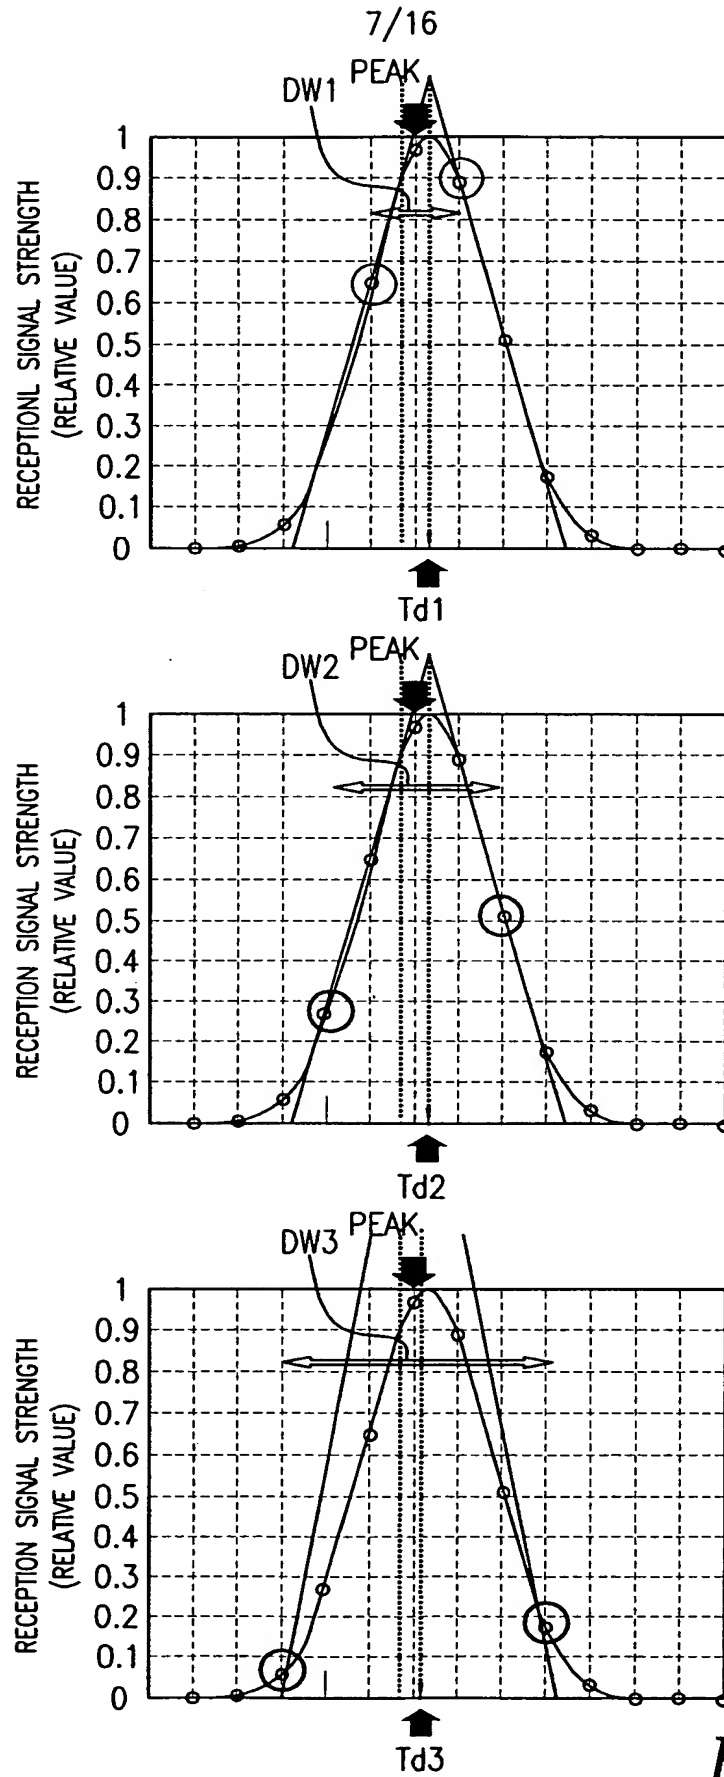 7/16
PEAK
DW1
RECEPTIONL SIGNAL STRENGTH
(RELATIVE VALUE)
1
0.9
0.8
0.7
0.6
0.5
0.4
0.3
0.2
0.1
0
Td1
PEAK
DW2
RECEPTION SIGNAL STRENGTH
(RELATIVE VALUE)
1
0.9
0.8
0.7
0.6
0.5
0.4
0.3
0.2
0.1
0
Td2
PEAK
DW3
RECEPTION SIGNAL STRENGTH
(RELATIVE VALUE)
1
0.9
0.8
0.7
0.6
0.5
0.4
0.3
0.2
0.1
0
Td3